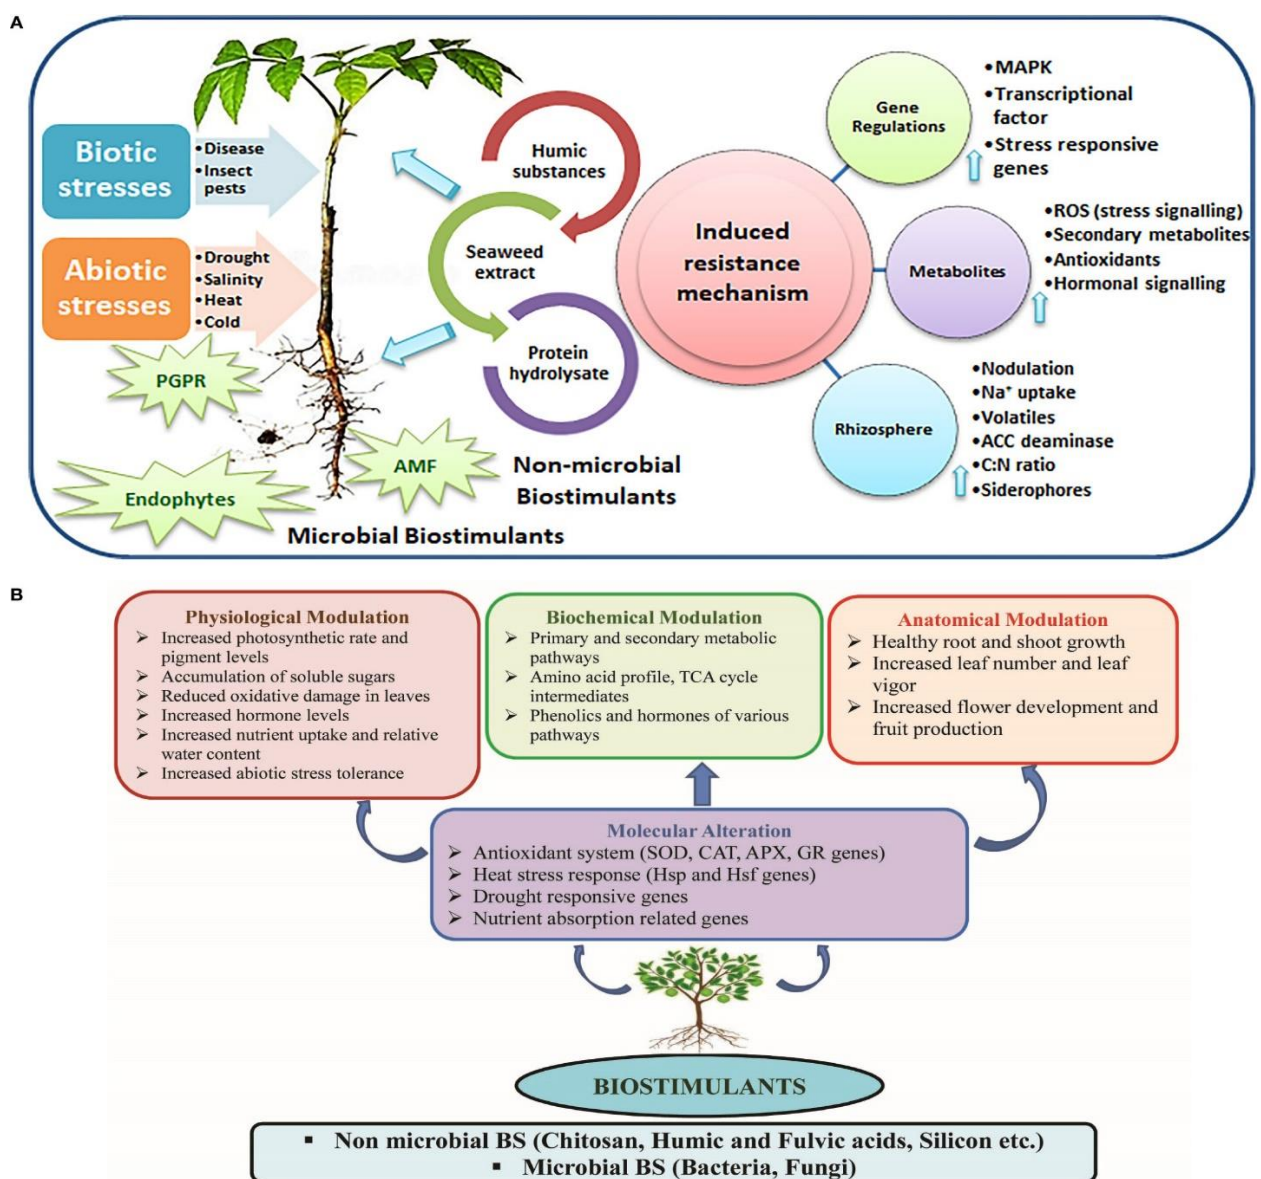 A
Biotic
stresses
•Disease
•Insect
pests
Abiotic
stresses
•Drought
•Salinity
•Heat
•Cold
PGPR
Endophytes
AMF
Microbial Biostimulants
Humic
substances
Seaweed
extract
Protein
hydrolysate
Non-microbial
Biostimulants
Induced
resistance
mechanism
Gene
Regulations
•MAPK
•Transcriptional
factor
•Stress responsive
genes
Metabolites
•ROS (stress signalling)
•Secondary metabolites
•Antioxidants
•Hormonal signalling
Rhizosphere
•Nodulation
•Na⁺ uptake
•Volatiles
•ACC deaminase
•C:N ratio
•Siderophores
B
Physiological Modulation
➢ Increased photosynthetic rate and
pigment levels
➢ Accumulation of soluble sugars
➢ Reduced oxidative damage in leaves
➢ Increased hormone levels
➢ Increased nutrient uptake and relative
water content
➢ Increased abiotic stress tolerance
Biochemical Modulation
➢ Primary and secondary metabolic
pathways
➢ Amino acid profile, TCA cycle
intermediates
➢ Phenolics and hormones of various
pathways
Anatomical Modulation
➢ Healthy root and shoot growth
➢ Increased leaf number and leaf
vigor
➢ Increased flower development and
fruit production
Molecular Alteration
➢ Antioxidant system (SOD, CAT, APX, GR genes)
➢ Heat stress response (Hsp and Hsf genes)
➢ Drought responsive genes
➢ Nutrient absorption related genes
BIOSTIMULANTS
▪ Non microbial BS (Chitosan, Humic and Fulvic acids, Silicon etc.)
▪ Microbial BS (Bacteria, Fungi)